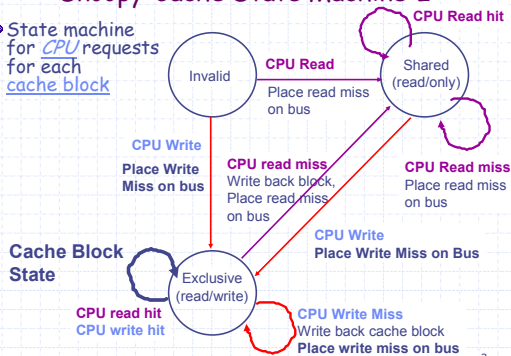 Snoopy-Cache State Machine-I
State machine
for CPU requests
for each
cache block
CPU Read hit
Invalid
CPU Read
Place read miss
on bus
Shared
(read/only)
CPU Write
Place Write
Miss on bus
CPU read miss
Write back block,
Place read miss
on bus
CPU Read miss
Place read miss
on bus
CPU Write
Place Write Miss on Bus
Cache Block
State
Exclusive
(read/write)
CPU read hit
CPU write hit
CPU Write Miss
Write back cache block
Place write miss on bus